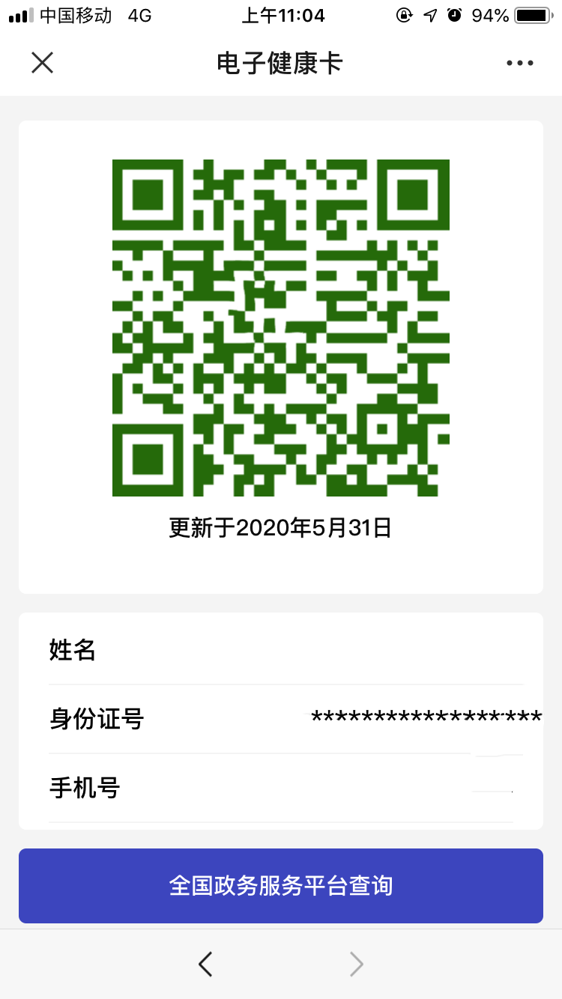 中国移动 4G 上午11:04 94%
电子健康卡
更新于2020年5月31日
姓名
身份证号 ******************
手机号
全国政务服务平台查询